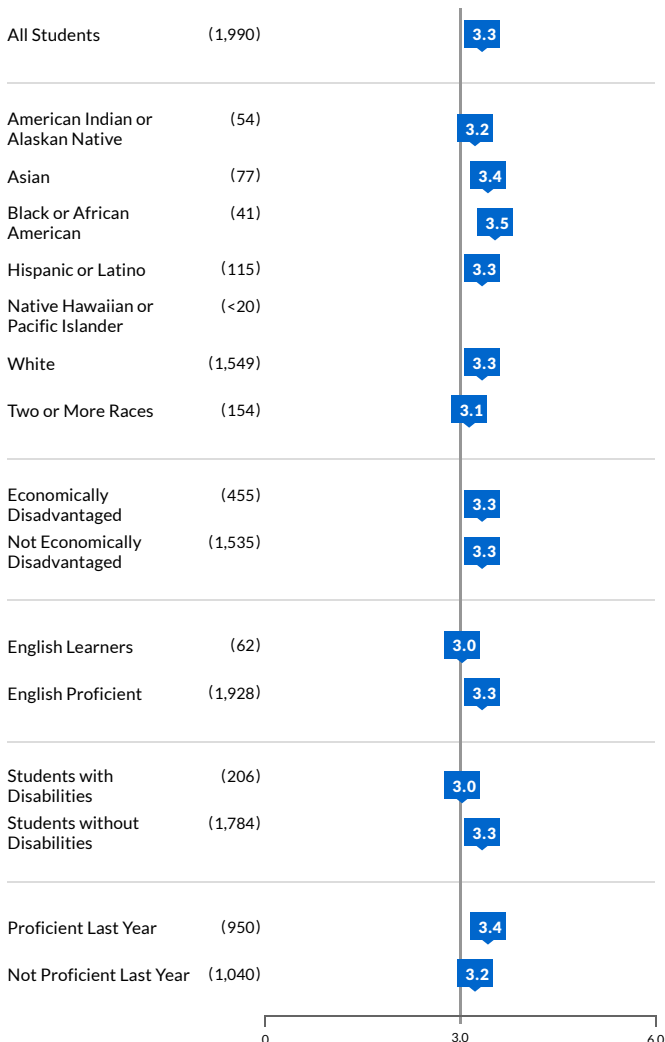 All Students (1,990) 3.3
American Indian or
Alaskan Native (54) 3.2
Asian (77) 3.4
Black or African
American (41) 3.5
Hispanic or Latino (115) 3.3
Native Hawaiian or
Pacific Islander (<20)
White (1,549) 3.3
Two or More Races (154) 3.1
Economically
Disadvantaged (455) 3.3
Not Economically
Disadvantaged (1,535) 3.3
English Learners (62) 3.0
English Proficient (1,928) 3.3
Students with
Disabilities (206) 3.0
Students without
Disabilities (1,784) 3.3
Proficient Last Year (950) 3.4
Not Proficient Last Year (1,040) 3.2
0 3.0 6.0